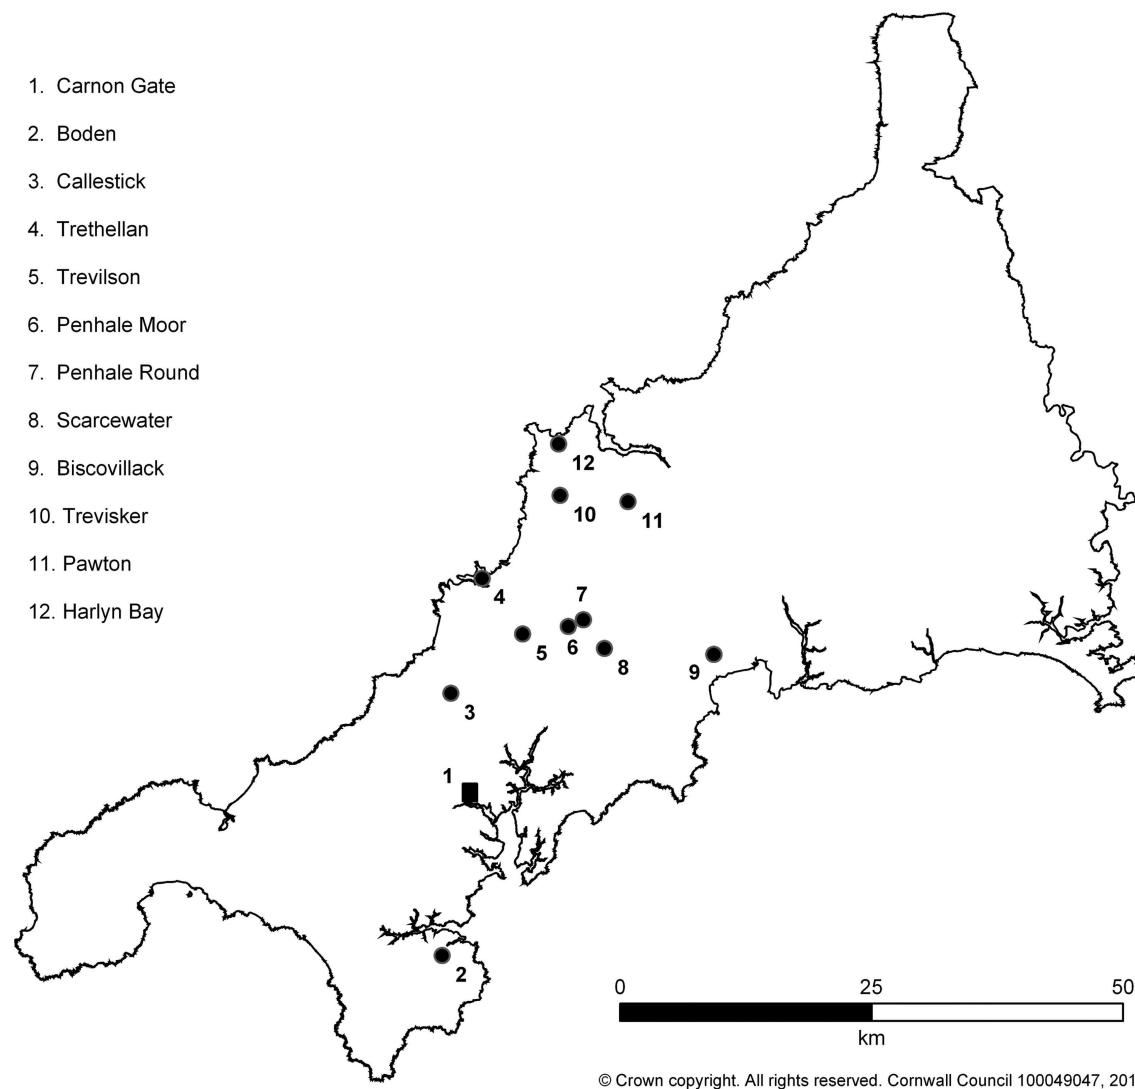 1. Carnon Gate
2. Boden
3. Callestick
4. Trethellan
5. Trevilson
6. Penhale Moor
7. Penhale Round
8. Scarcewater
9. Biscovillack
10. Trevisker
11. Pawton
12. Harlyn Bay
12
10
11
4
7
5
6
8
9
3
1
2
0 25 50
km
© Crown copyright. All rights reserved. Cornwall Council 100049047, 201